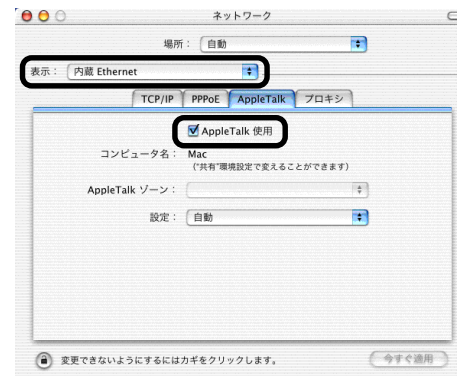 ネットワーク
場所： 自動
表示： 内蔵 Ethernet
TCP/IP PPPoE AppleTalk プロキシ
AppleTalk 使用
コンピュータ名： Mac
("共有"環境設定で変えることができます)
AppleTalk ゾーン：
設定： 自動
変更できないようにするにはカギをクリックします。
今すぐ適用